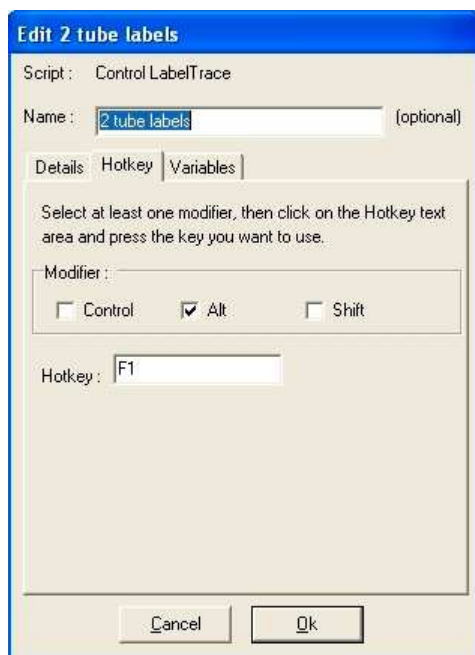 Edit 2 tube labels
Script : Control LabelTrace
Name : 2 tube labels (optional)
Details Hotkey Variables
Select at least one modifier, then click on the Hotkey text
area and press the key you want to use.
Modifier :
Control Alt Shift
Hotkey : F1
Cancel Ok